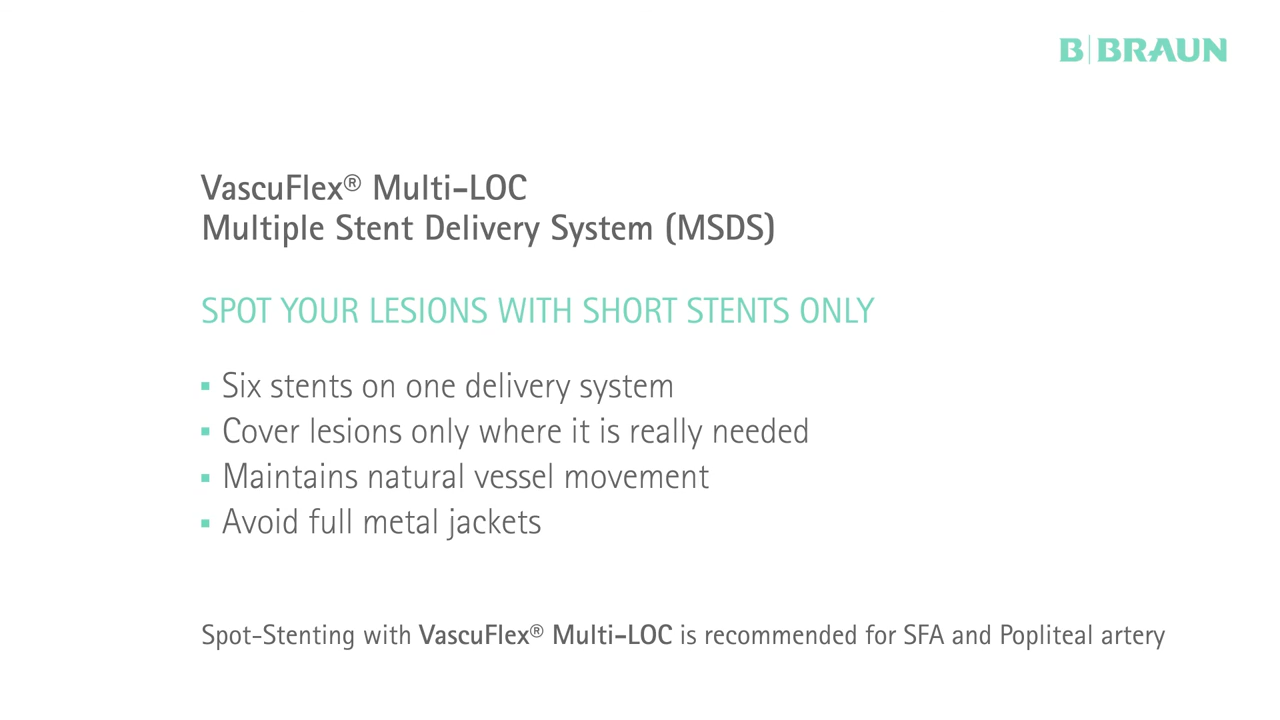 B|BRAUN
VascuFlex® Multi-LOC
Multiple Stent Delivery System (MSDS)
SPOT YOUR LESIONS WITH SHORT STENTS ONLY
▪ Six stents on one delivery system
▪ Cover lesions only where it is really needed
▪ Maintains natural vessel movement
▪ Avoid full metal jackets
Spot-Stenting with VascuFlex® Multi-LOC is recommended for SFA and Popliteal artery